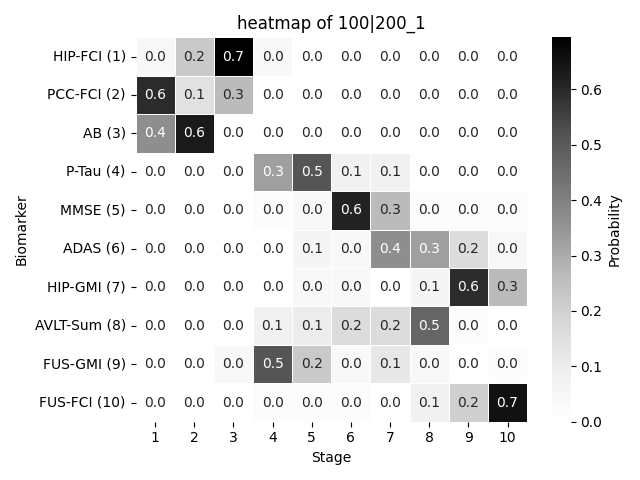 heatmap of 100|200_1
HIP-FCI (1) 0.0 0.2 0.7 0.0 0.0 0.0 0.0 0.0 0.0 0.0
PCC-FCI (2) 0.6 0.1 0.3 0.0 0.0 0.0 0.0 0.0 0.0 0.0
AB (3) 0.4 0.6 0.0 0.0 0.0 0.0 0.0 0.0 0.0 0.0
P-Tau (4) 0.0 0.0 0.0 0.3 0.5 0.1 0.1 0.0 0.0 0.0
MMSE (5) 0.0 0.0 0.0 0.0 0.0 0.6 0.3 0.0 0.0 0.0
ADAS (6) 0.0 0.0 0.0 0.0 0.1 0.0 0.4 0.3 0.2 0.0
HIP-GMI (7) 0.0 0.0 0.0 0.0 0.0 0.0 0.0 0.1 0.6 0.3
AVLT-Sum (8) 0.0 0.0 0.0 0.1 0.1 0.2 0.2 0.5 0.0 0.0
FUS-GMI (9) 0.0 0.0 0.0 0.5 0.2 0.0 0.1 0.0 0.0 0.0
FUS-FCI (10) 0.0 0.0 0.0 0.0 0.0 0.0 0.0 0.1 0.2 0.7
1 2 3 4 5 6 7 8 9 10
Stage
Biomarker
0.6
0.5
0.4
0.3
0.2
0.1
0.0
Probability